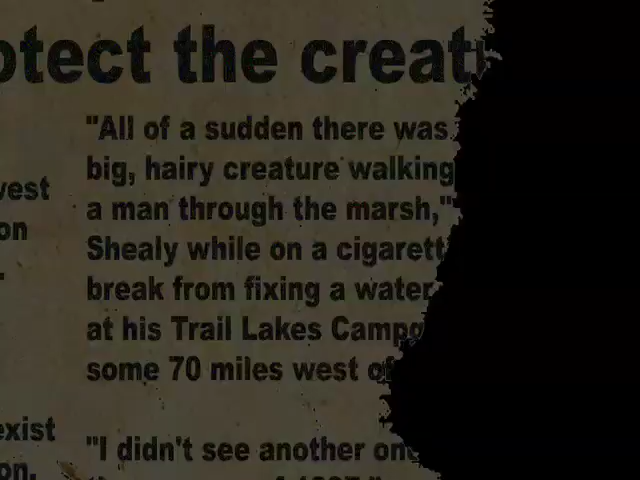 otect the creat
"All of a sudden there was
big, hairy creature walking
a man through the marsh,"
Shealy while on a cigarett
break from fixing a water
at his Trail Lakes Campg
some 70 miles west of
"I didn't see another one
vest
on
exist
on,